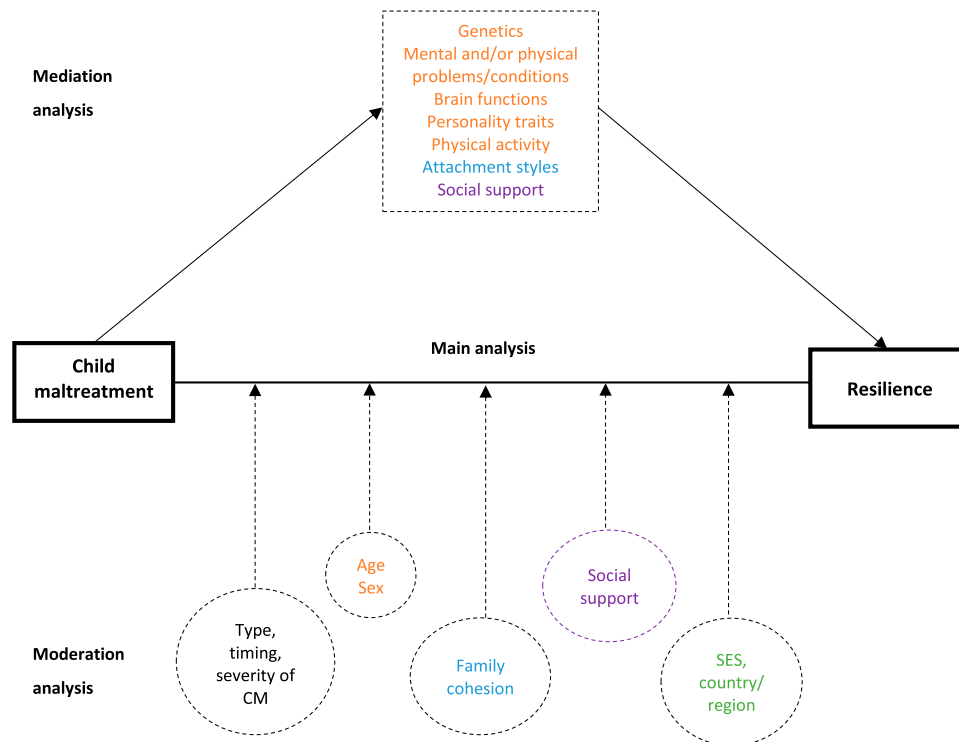 Genetics
Mental and/or physical
problems/conditions
Brain functions
Personality traits
Physical activity
Attachment styles
Social support
Mediation
analysis
Main analysis
Child
maltreatment
Resilience
Age
Sex
Social
support
Type,
timing,
severity of
CM
Family
cohesion
SES,
country/
region
Moderation
analysis